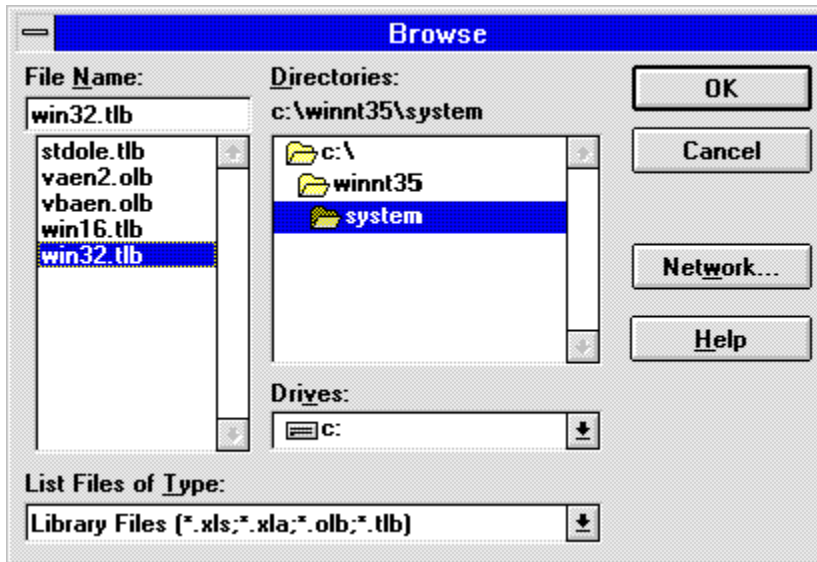 Browse
File Name:
win32.tlb
stdole.tlb
vaen2.olb
vbaen.olb
win16.tlb
win32.tlb
Directories:
c:\winnt35\system
c:\
winnt35
system
Drives:
c:
List Files of Type:
Library Files (*.xls;*.xla;*.olb;*.tlb)
OK
Cancel
Network...
Help